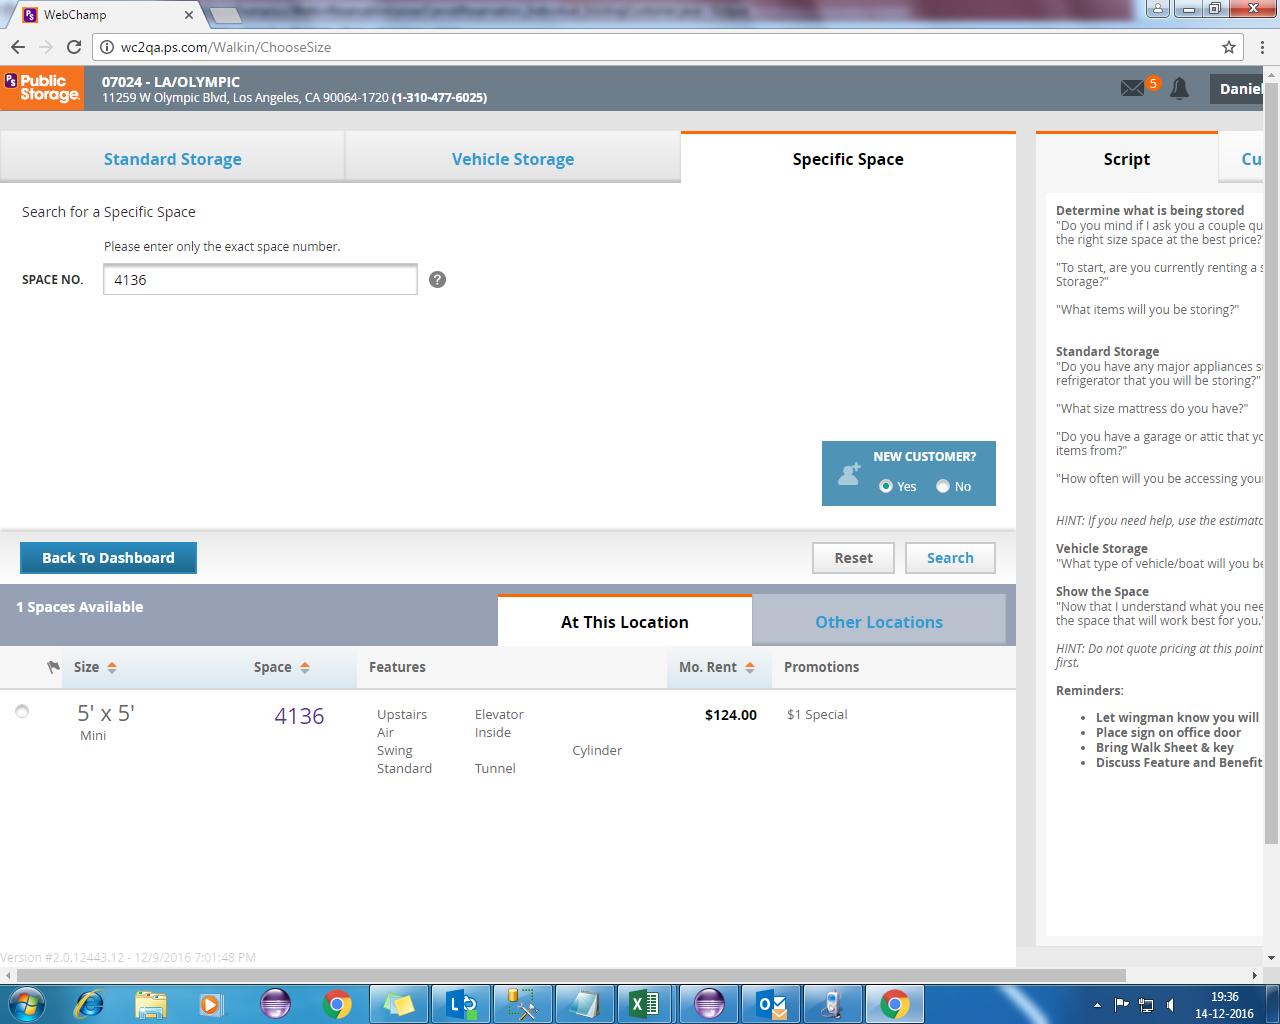 WebChamp
wc2qa.ps.com/Walkin/ChooseSize
PS Public Storage.
07024 - LA/OLYMPIC
11259 W Olympic Blvd, Los Angeles, CA 90064-1720 (1-310-477-6025)
5
Daniel
Standard Storage
Vehicle Storage
Specific Space
Search for a Specific Space
Please enter only the exact space number.
SPACE NO.
4136
?
NEW CUSTOMER?
Yes
No
Back To Dashboard
Reset
Search
1 Spaces Available
At This Location
Other Locations
Size
Space
Features
Mo. Rent
Promotions
5' x 5'
Mini
4136
Upstairs Elevator
Air Inside
Swing Cylinder
Standard Tunnel
$124.00
$1 Special
Version #2.0.12443.12 - 12/9/2016 7:01:48 PM
Script
Cu
Determine what is being stored
"Do you mind if I ask you a couple qu
the right size space at the best price?"
"To start, are you currently renting a s
Storage?"
"What items will you be storing?"
Standard Storage
"Do you have any major appliances su
refrigerator that you will be storing?"
"What size mattress do you have?"
"Do you have a garage or attic that yo
items from?"
"How often will you be accessing your
HINT: If you need help, use the estimato
Vehicle Storage
"What type of vehicle/boat will you be
Show the Space
"Now that I understand what you nee
the space that will work best for you."
HINT: Do not quote pricing at this point
first.
Reminders:
• Let wingman know you will
• Place sign on office door
• Bring Walk Sheet & key
• Discuss Feature and Benefit
19:36
14-12-2016